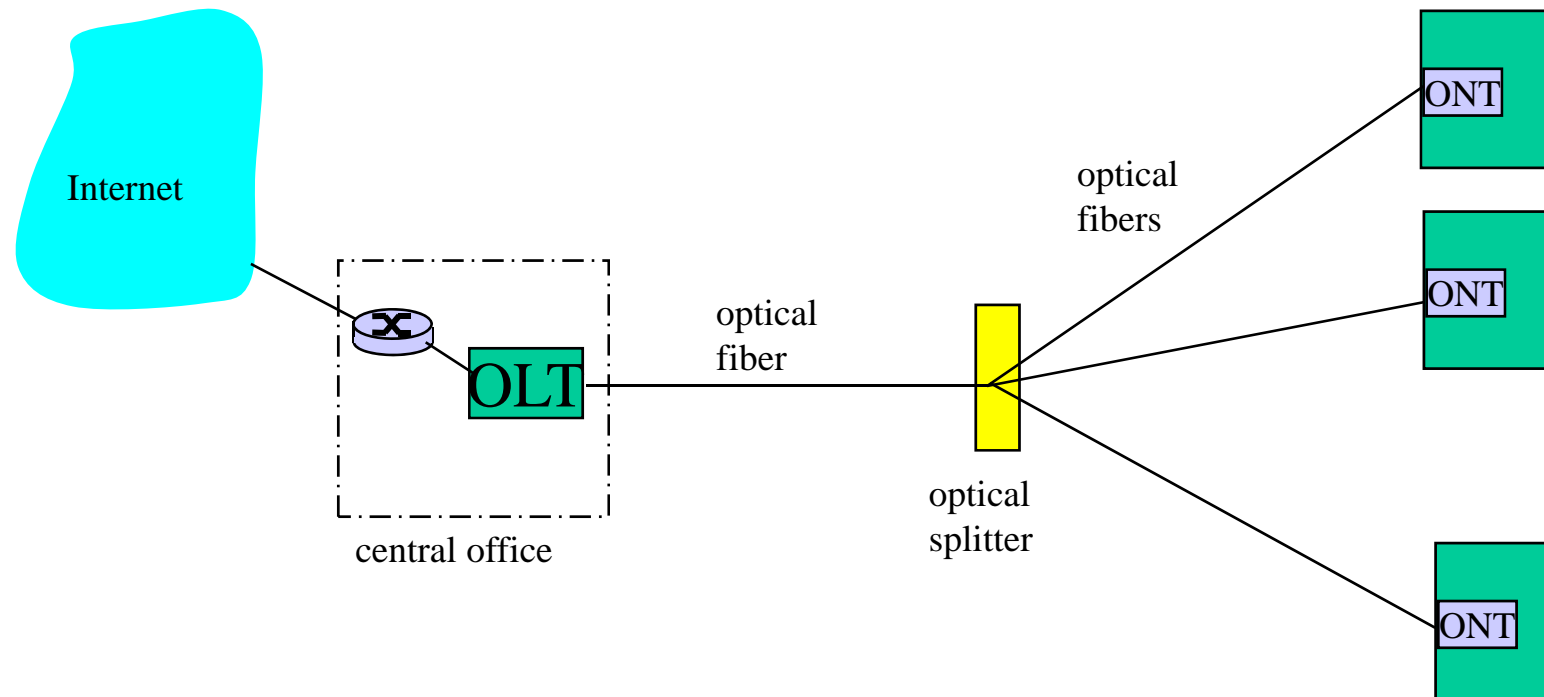 ONT
Internet
optical
fibers
ONT
optical
fiber
OLT
optical
splitter
central office
ONT